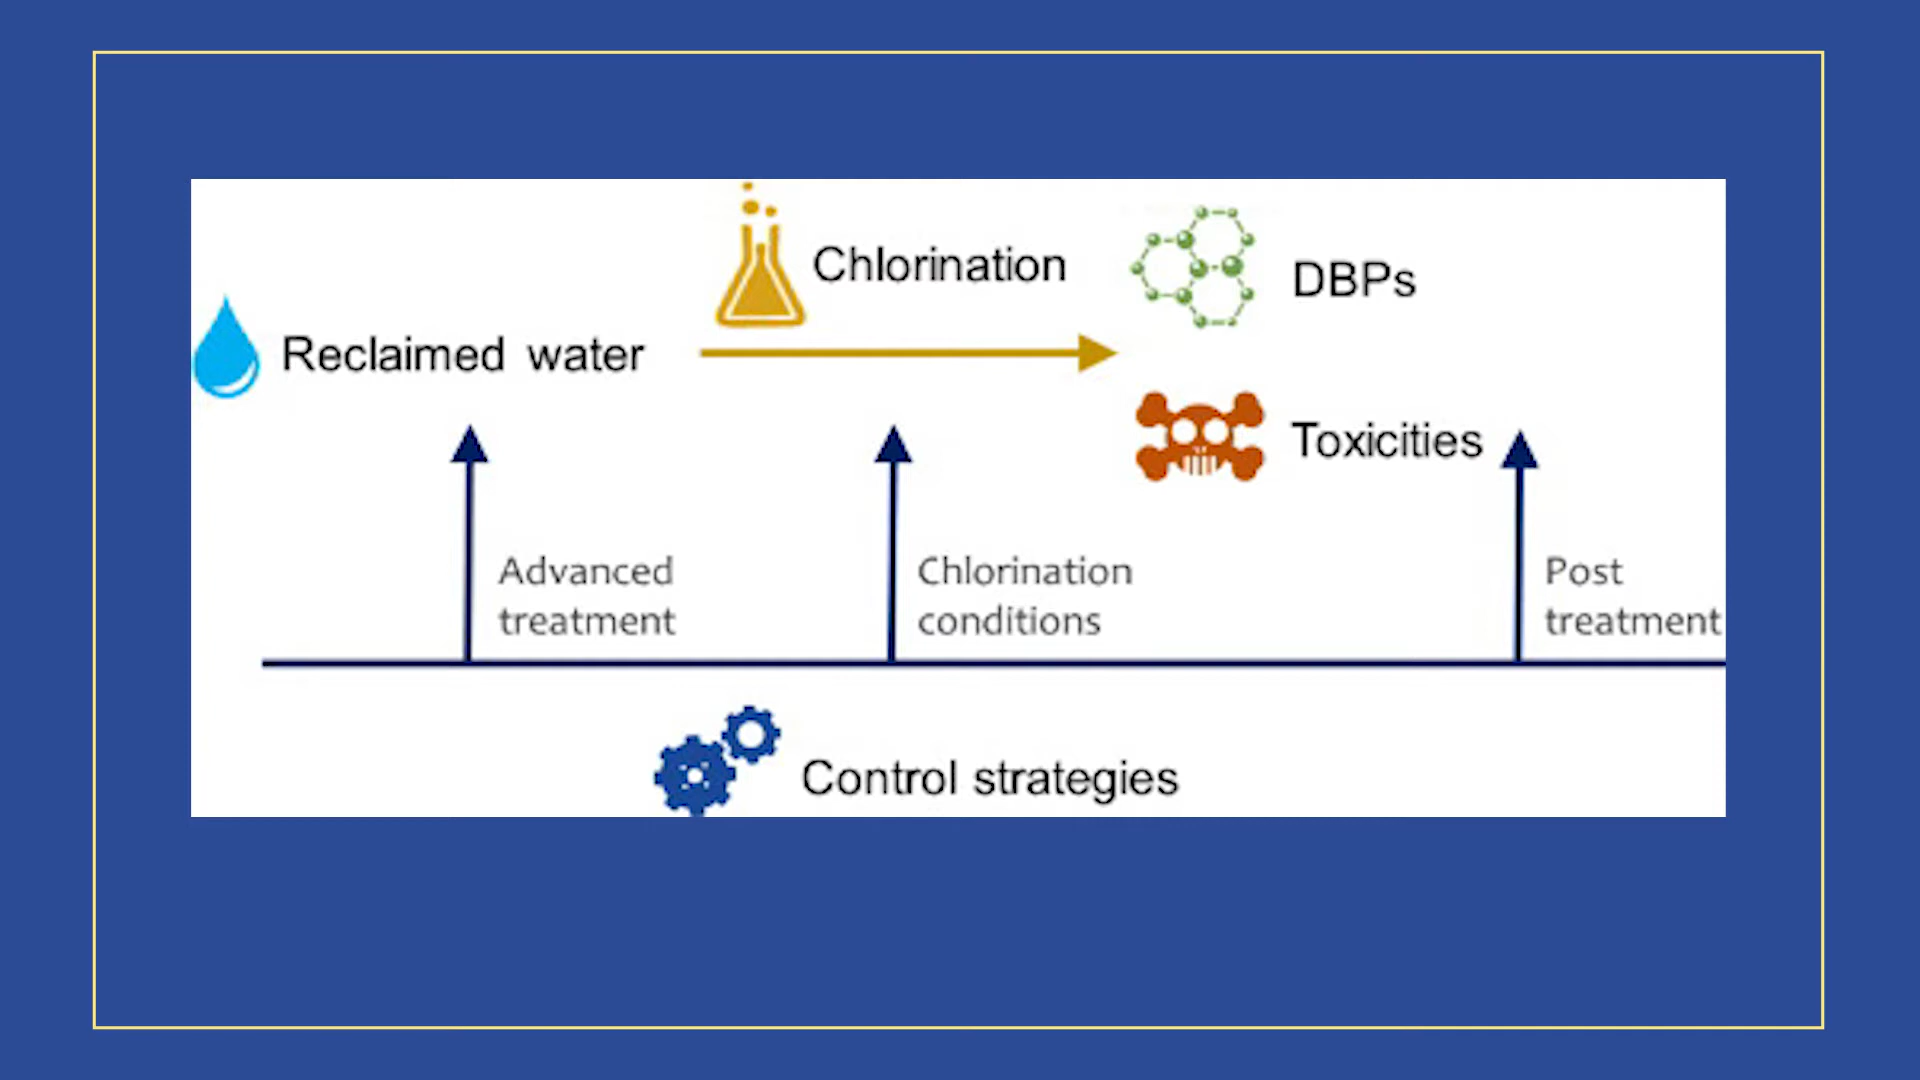 Chlorination
DBPs
Reclaimed water
Toxicities
Advanced
treatment
Chlorination
conditions
Post
treatment
Control strategies